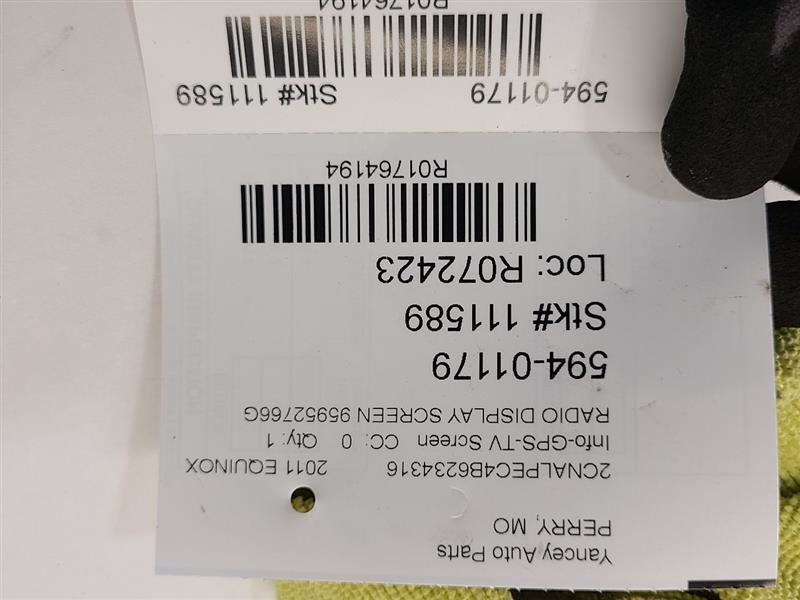 Yancey Auto Parts
PERRY, MO
2CNALPEC4B6234316 2011 EQUINOX
Info-GPS-TV Screen CC: 0 Qty: 1
RADIO DISPLAY SCREEN 95952766G
594-01179
Stk# 111589
Loc: R072423
R01764194
594-01179 Stk# 111589
R01764194